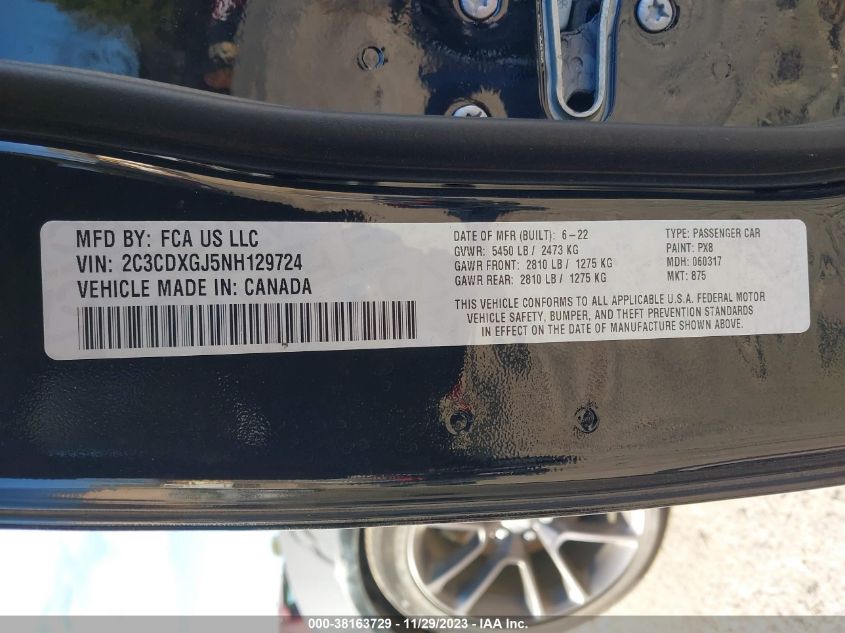 MFD BY: FCA US LLC
VIN: 2C3CDXGJ5NH129724
VEHICLE MADE IN: CANADA
DATE OF MFR (BUILT): 6-22
GVWR: 5450 LB / 2473 KG
GAWR FRONT: 2810 LB / 1275 KG
GAWR REAR: 2810 LB / 1275 KG
TYPE: PASSENGER CAR
PAINT: PX8
MDH: 060317
MKT: 875
THIS VEHICLE CONFORMS TO ALL APPLICABLE U.S.A. FEDERAL MOTOR
VEHICLE SAFETY, BUMPER, AND THEFT PREVENTION STANDARDS
IN EFFECT ON THE DATE OF MANUFACTURE SHOWN ABOVE.
000-38163729 - 11/29/2023 - IAA Inc.